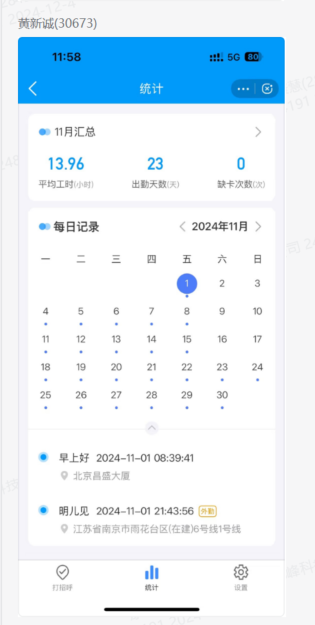 黄新诚(30673)
11:58 5G 80
统计
11月汇总
13.96 23 0
平均工时(小时) 出勤天数(天) 缺卡次数(次)
每日记录 2024年11月
一 二 三 四 五 六 日
1 2 3
4 5 6 7 8 9 10
11 12 13 14 15 16 17
18 19 20 21 22 23 24
25 26 27 28 29 30
早上好 2024-11-01 08:39:41
北京昌盛大厦
明儿见 2024-11-01 21:43:56 外勤
江苏省南京市雨花台区(在建)6号线1号线
打招呼 统计 设置